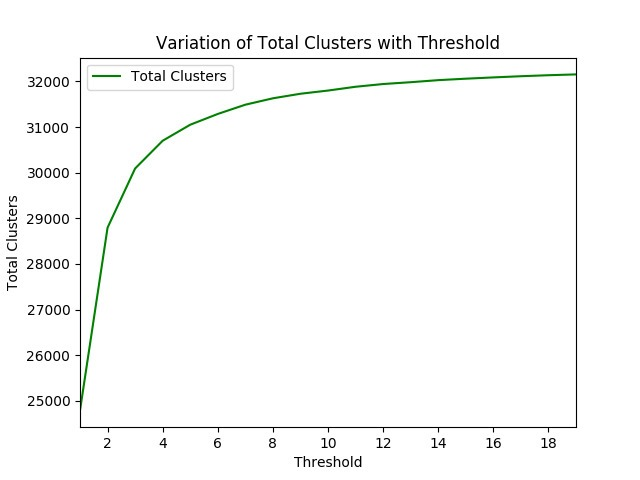 Variation of Total Clusters with Threshold
Total Clusters
32000
31000
30000
29000
28000
27000
26000
25000
Total Clusters
2 4 6 8 10 12 14 16 18
Threshold